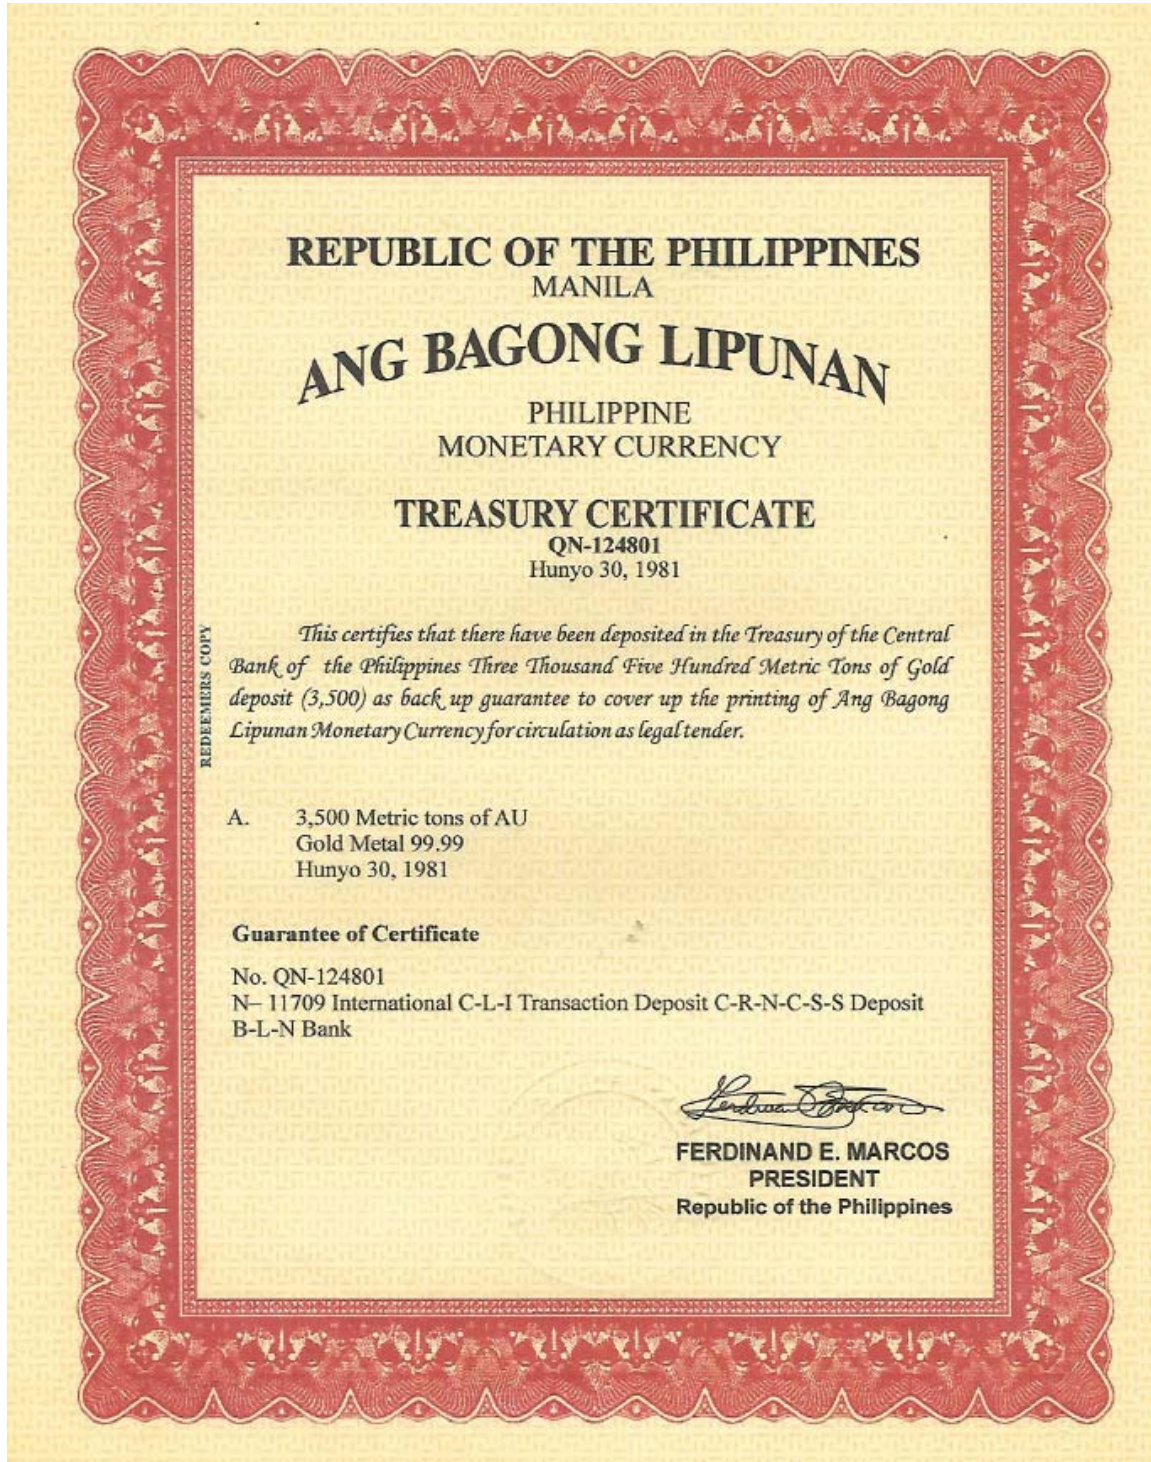 REPUBLIC OF THE PHILIPPINES
MANILA
ANG BAGONG LIPUNAN
PHILIPPINE
MONETARY CURRENCY
TREASURY CERTIFICATE
QN-124801
Hunyo 30, 1981
REDEEMERS COPY
This certifies that there have been deposited in the Treasury of the Central
Bank of the Philippines Three Thousand Five Hundred Metric Tons of Gold
deposit (3,500) as back up guarantee to cover up the printing of Ang Bagong
Lipunan Monetary Currency for circulation as legal tender.
A. 3,500 Metric tons of AU
Gold Metal 99.99
Hunyo 30, 1981
Guarantee of Certificate
No. QN-124801
N– 11709 International C-L-I Transaction Deposit C-R-N-C-S-S Deposit
B-L-N Bank
FERDINAND E. MARCOS
PRESIDENT
Republic of the Philippines